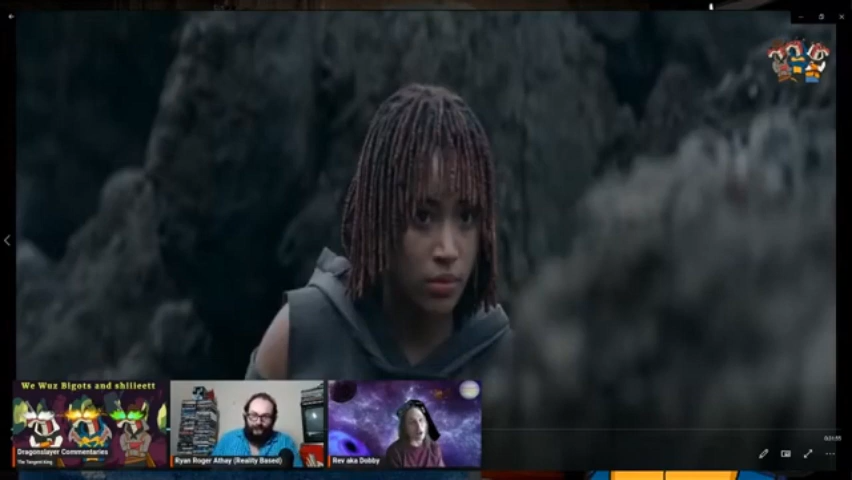 We Wuz Bigots and shiiieett
Dragonslayer Commentaries
The Tangent King
Ryan Roger Athay (Reality Based)
Rev aka Dobby